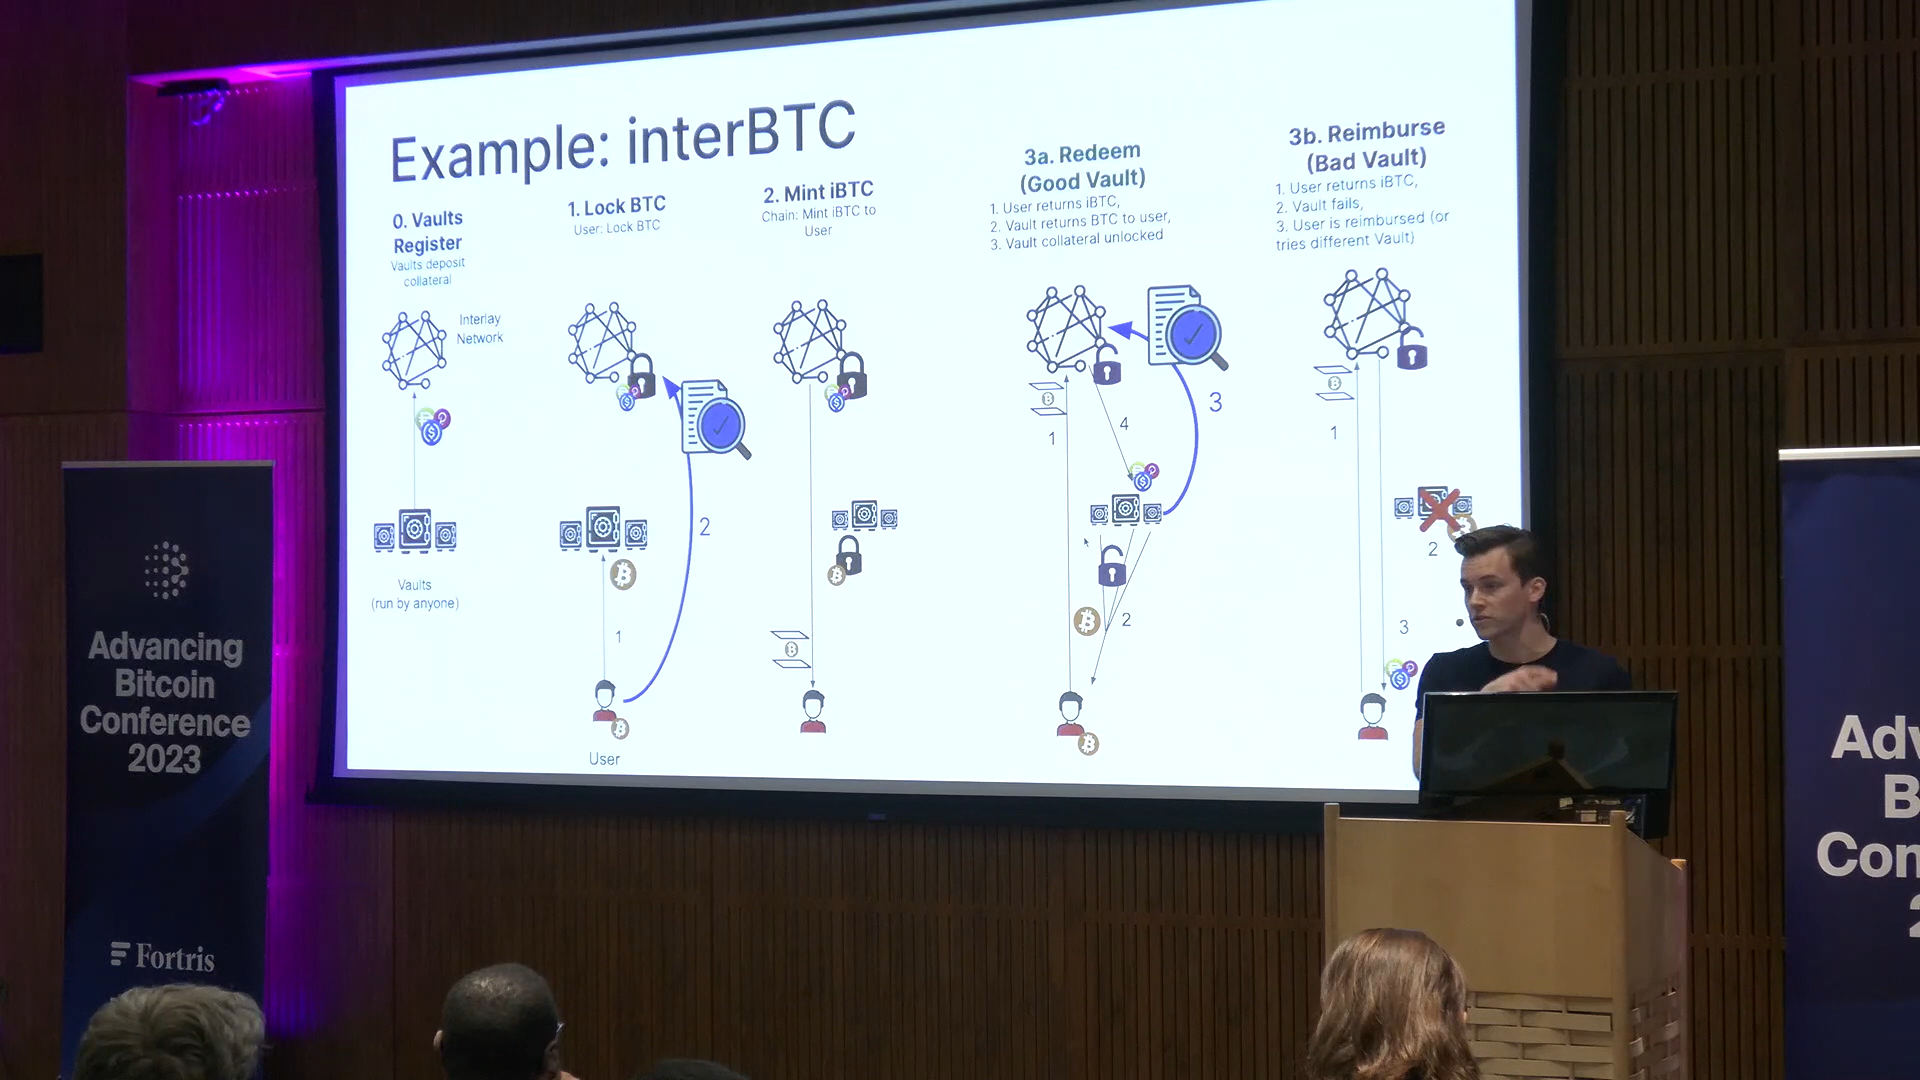 Example: interBTC
0. Vaults
Register
Vaults deposit
collateral
1. Lock BTC
User: Lock BTC
2. Mint iBTC
Chain: Mint iBTC to
User
3a. Redeem
(Good Vault)
1. User returns iBTC,
2. Vault returns BTC to user,
3. Vault collateral unlocked
3b. Reimburse
(Bad Vault)
1. User returns iBTC,
2. Vault fails,
3. User is reimbursed (or
tries different Vault)
Interlay
Network
Vaults
(run by anyone)
2
1
User
3
4
1
2
1
2
3
Advancing
Bitcoin
Conference
2023
Fortris
Adv
B
Con
2